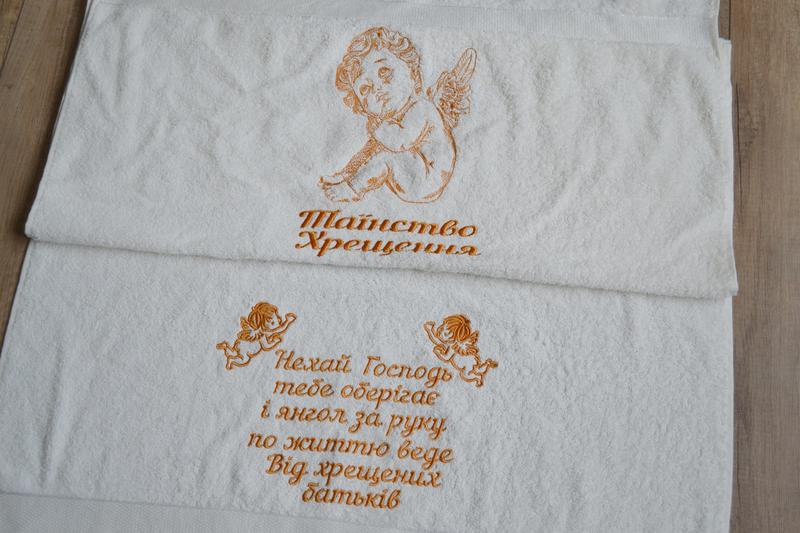 Таїнство
Хрещення
Нехай Господь
тебе оберігає
і янгол за руку
по життю веде
Від хрещених
батьків